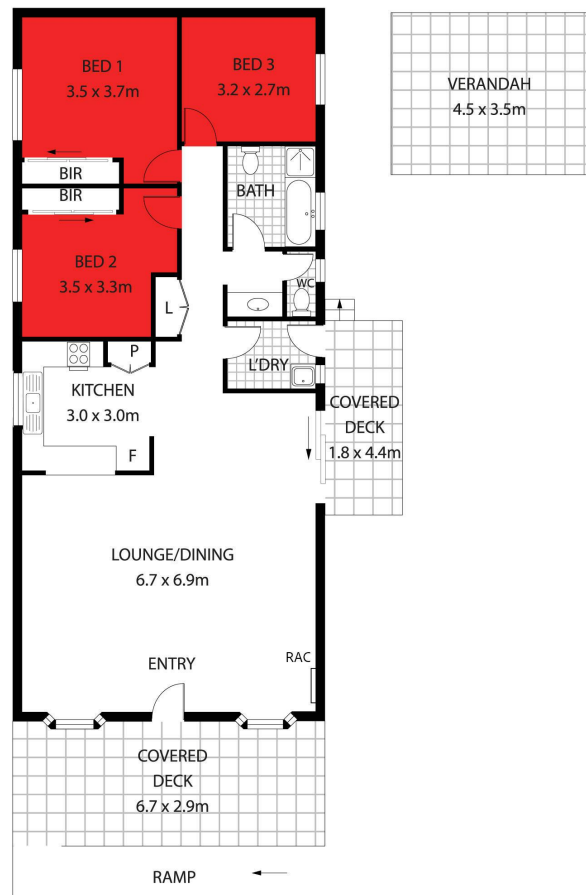 BED 1
3.5 x 3.7m
BED 3
3.2 x 2.7m
VERANDAH
4.5 x 3.5m
BIR
BIR
BATH
BED 2
3.5 x 3.3m
WC
L
P
L'DRY
KITCHEN
3.0 x 3.0m
F
COVERED
DECK
1.8 x 4.4m
LOUNGE/DINING
6.7 x 6.9m
ENTRY
RAC
COVERED
DECK
6.7 x 2.9m
RAMP